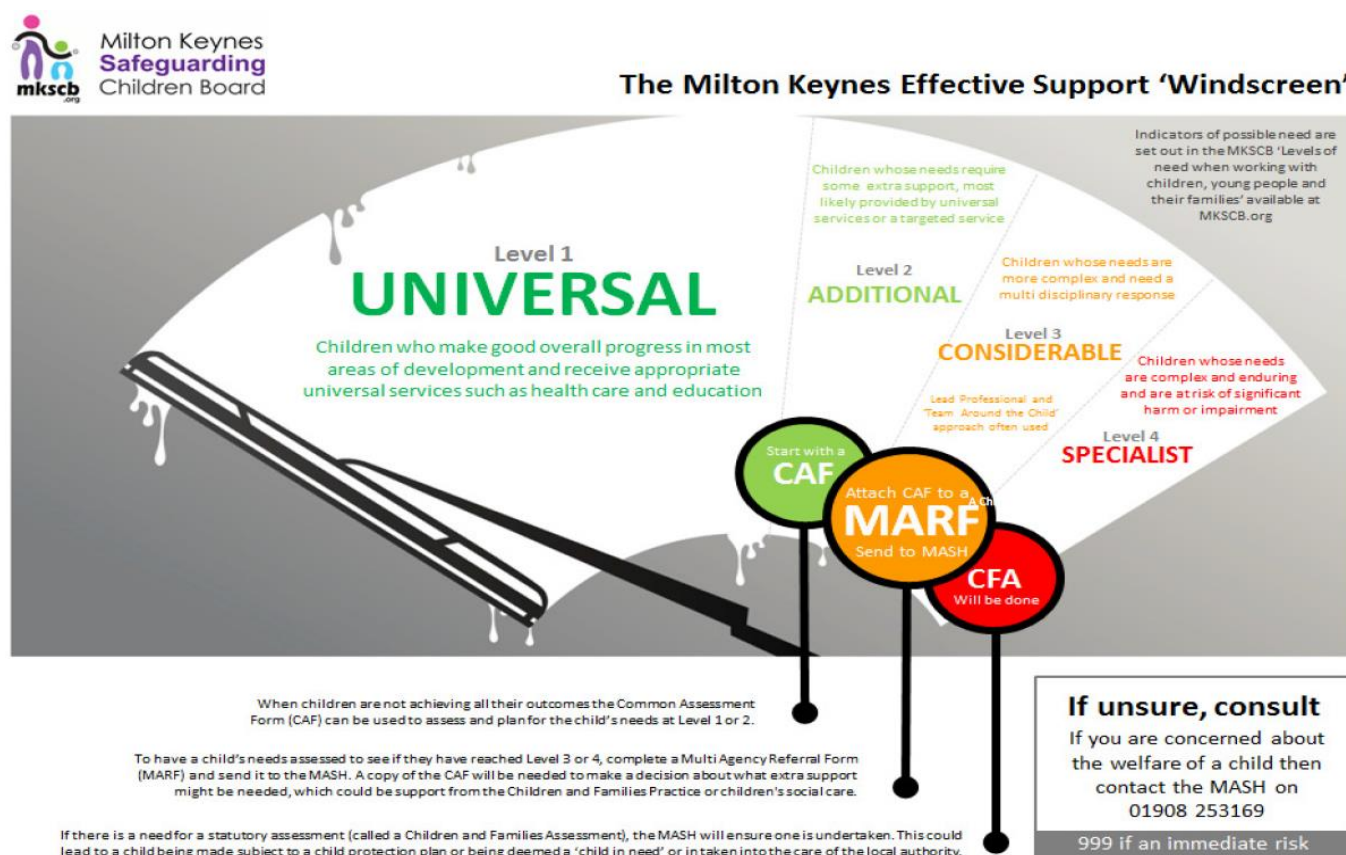 Milton Keynes
Safeguarding
Children Board
mkscb
.org
The Milton Keynes Effective Support ‘Windscreen’
Indicators of possible need are
set out in the MKSCB ‘Levels of
need when working with
children, young people and
their families’ available at
MKSCB.org
Level 1
UNIVERSAL
Children who make good overall progress in most
areas of development and receive appropriate
universal services such as health care and education
Children whose needs require
some extra support, most
likely provided by universal
services or a targeted service
Level 2
ADDITIONAL
Children whose needs are
more complex and need a
multi disciplinary response
Level 3
CONSIDERABLE
Lead Professional and
‘Team Around the Child’
approach often used
Children whose needs
are complex and enduring
and are at risk of significant
harm or impairment
Level 4
SPECIALIST
Start with a
CAF
Attach CAF to a
MARF
Send to MASH
CFA
Will be done
When children are not achieving all their outcomes the Common Assessment
Form (CAF) can be used to assess and plan for the child’s needs at Level 1 or 2.
To have a child’s needs assessed to see if they have reached Level 3 or 4, complete a Multi Agency Referral Form
(MARF) and send it to the MASH. A copy of the CAF will be needed to make a decision about what extra support
might be needed, which could be support from the Children and Families Practice or children's social care.
If there is a need for a statutory assessment (called a Children and Families Assessment), the MASH will ensure one is undertaken. This could
lead to a child being made subject to a child protection plan or being deemed a ‘child in need’ or in taken into the care of the local authority.
If unsure, consult
If you are concerned about
the welfare of a child then
contact the MASH on
01908 253169
999 if an immediate risk